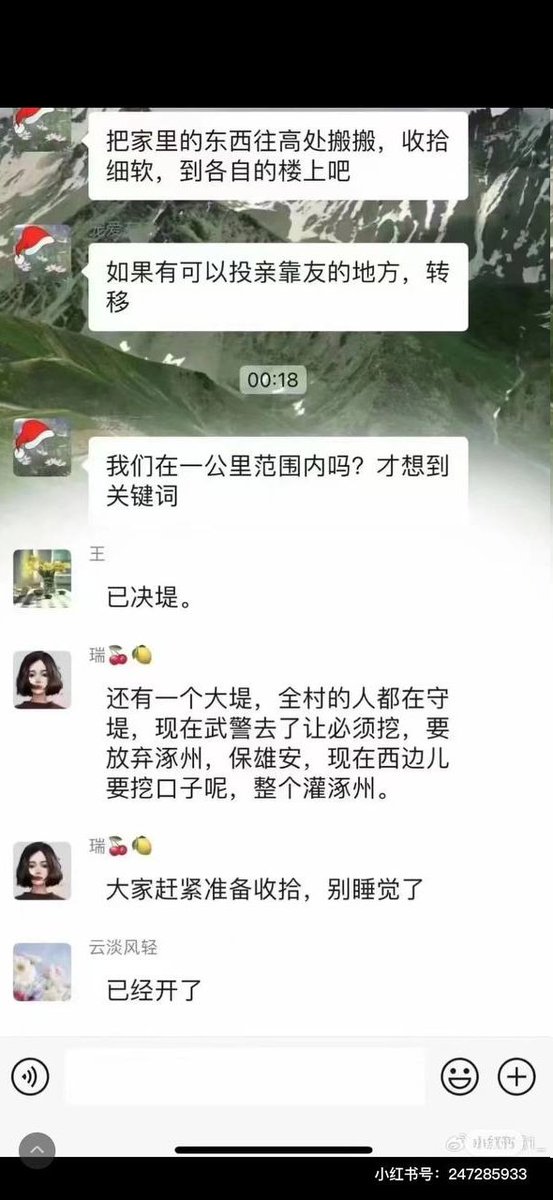 把家里的东西往高处搬搬，收拾
细软，到各自的楼上吧
如果有可以投亲靠友的地方，转
移
00:18
我们在一公里范围内吗？才想到
关键词
王
已决堤。
瑞🍒🍋
还有一个大堤，全村的人都在守
堤，现在武警去了让必须挖，要
放弃涿州，保雄安，现在西边儿
要挖口子呢，整个灌涿州。
瑞🍒🍋
大家赶紧准备收拾，别睡觉了
云淡风轻
已经开了
小红书号：247285933